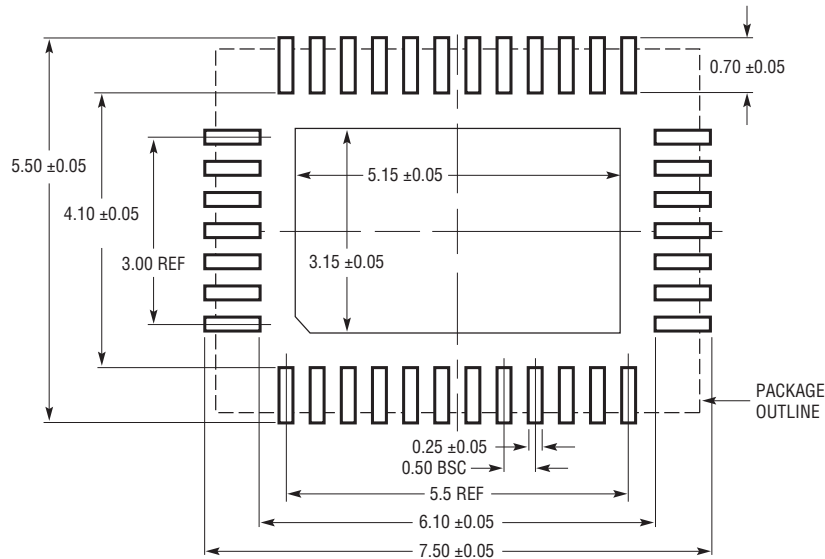 0.70 ±0.05
5.50 ±0.05
5.15 ±0.05
4.10 ±0.05
3.00 REF
3.15 ±0.05
PACKAGE
OUTLINE
0.25 ±0.05
0.50 BSC
5.5 REF
6.10 ±0.05
7.50 ±0.05